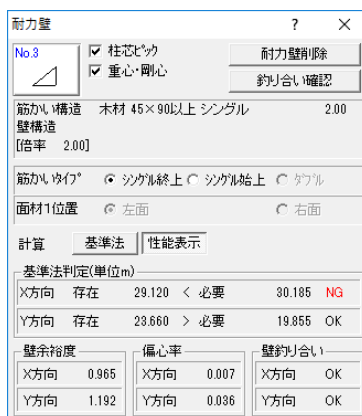 耐力壁 ? ×
No.3 柱芯ピック 耐力壁削除
重心・剛心 釣り合い確認
筋かい構造 木材 45×90以上 シングル 2.00
壁構造
[倍率 2.00]
筋かいタイプ シングル終上 シングル始上 ダブル
面材1位置 左面 右面
計算 基準法 性能表示
基準法判定(単位m)
X方向 存在 29.120 < 必要 30.185 NG
Y方向 存在 23.660 > 必要 19.855 OK
壁余裕度 偏心率 壁釣り合い
X方向 0.965 X方向 0.007 X方向 OK
Y方向 1.192 Y方向 0.036 Y方向 OK